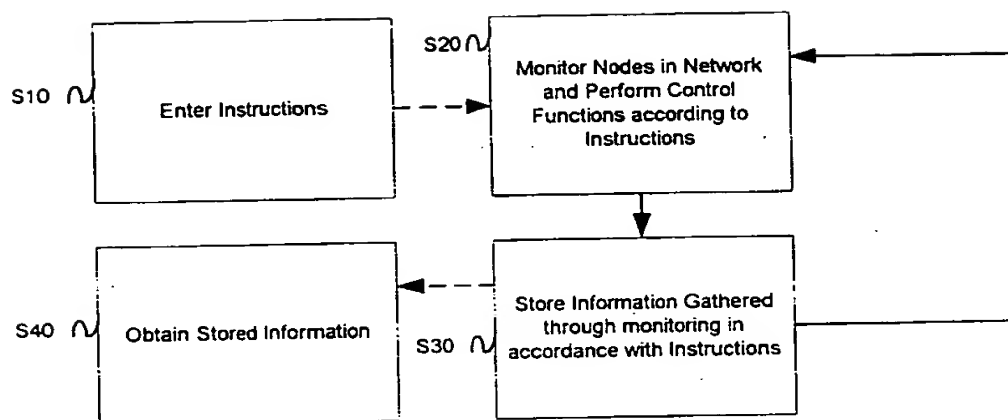 S10
Enter Instructions
S20
Monitor Nodes in Network
and Perform Control
Functions according to
Instructions
S40
Obtain Stored Information
S30
Store Information Gathered
through monitoring in
accordance with Instructions